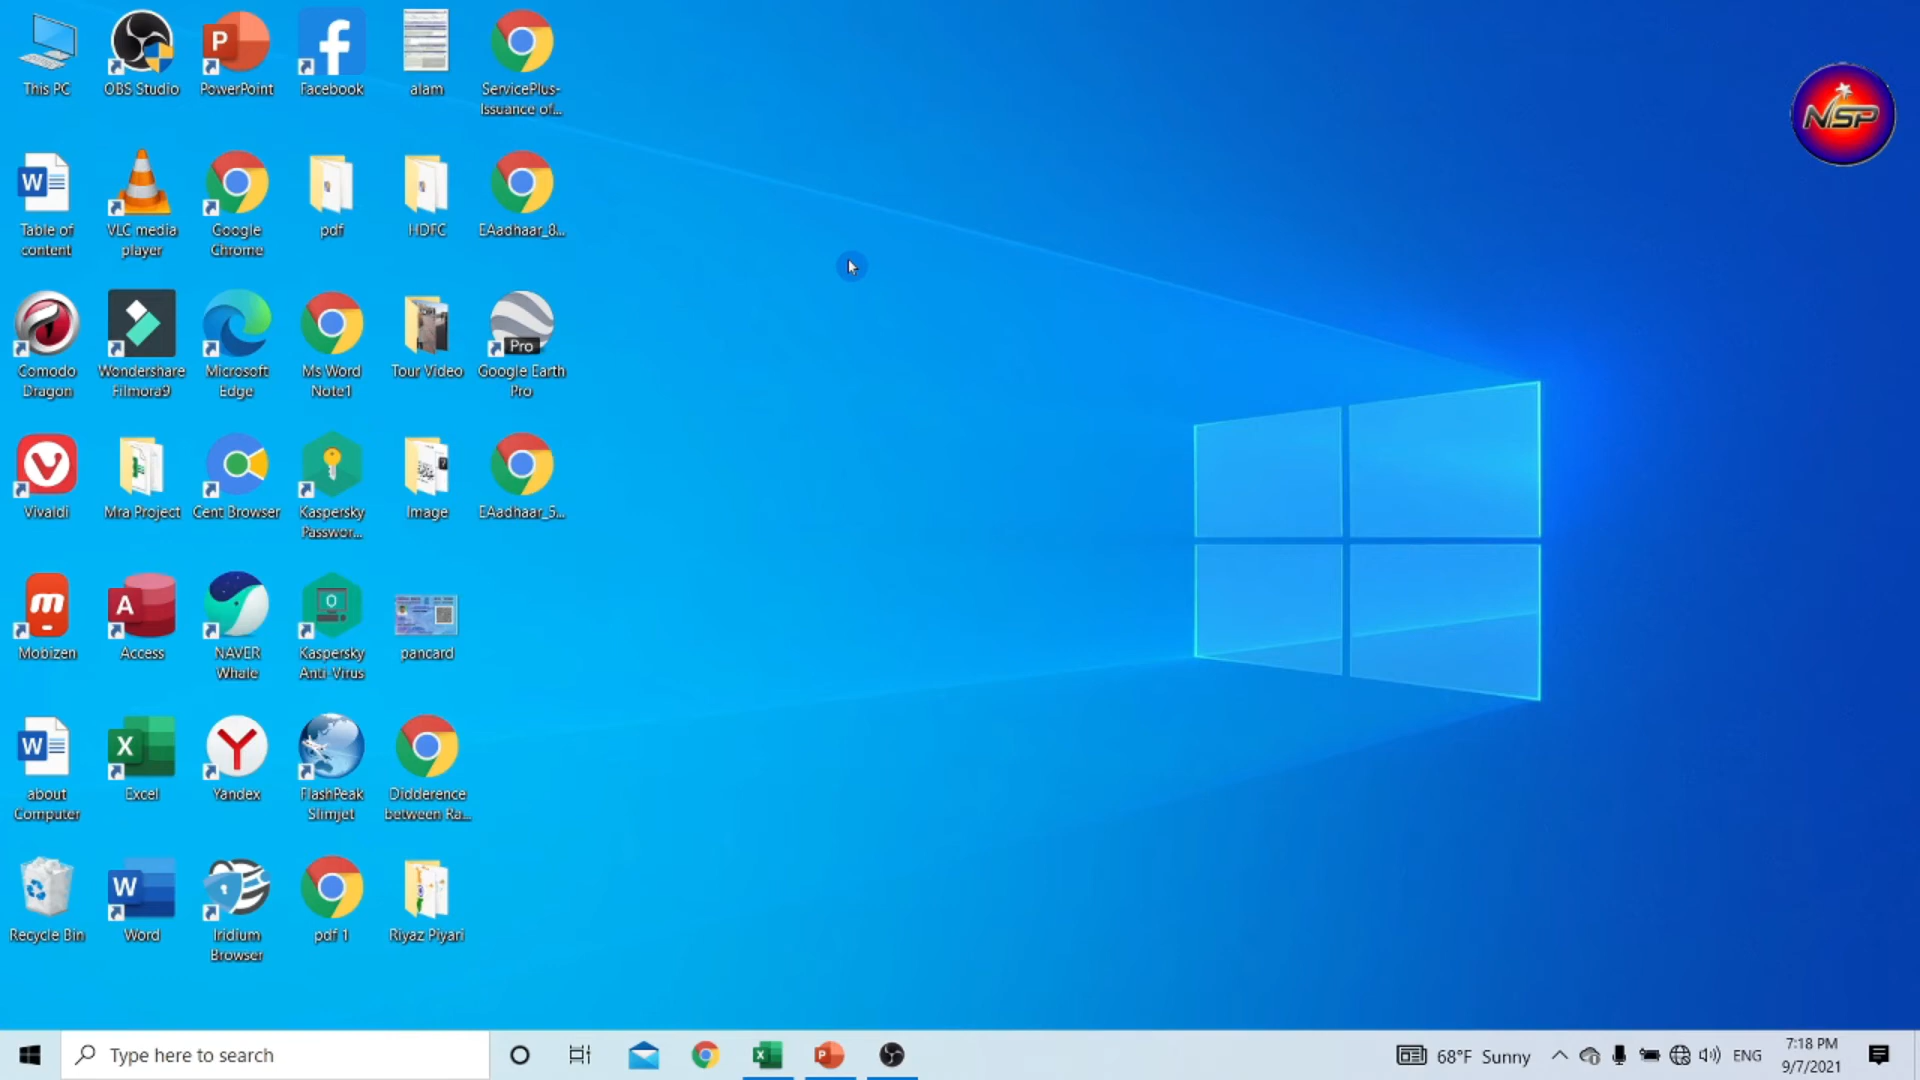 This PC
OBS Studio
PowerPoint
Facebook
alam
ServicePlus-
Issuance of...
NSP
Table of
content
VLC media
player
Google
Chrome
pdf
HDFC
EAadhaar_8...
Comodo
Dragon
Wondershare
Filmora9
Microsoft
Edge
Ms Word
Note1
Tour Video
Pro
Google Earth
Pro
Vivaldi
Mra Project
Cent Browser
Kaspersky
Passwor...
Image
EAadhaar_5...
Mobizen
Access
NAVER
Whale
Kaspersky
Anti-Virus
pancard
about
Computer
Excel
Yandex
FlashPeak
Slimjet
Didderence
between Ra...
Recycle Bin
Word
Iridium
Browser
pdf 1
Riyaz Piyari
Type here to search
68°F Sunny
ENG
7:18 PM
9/7/2021